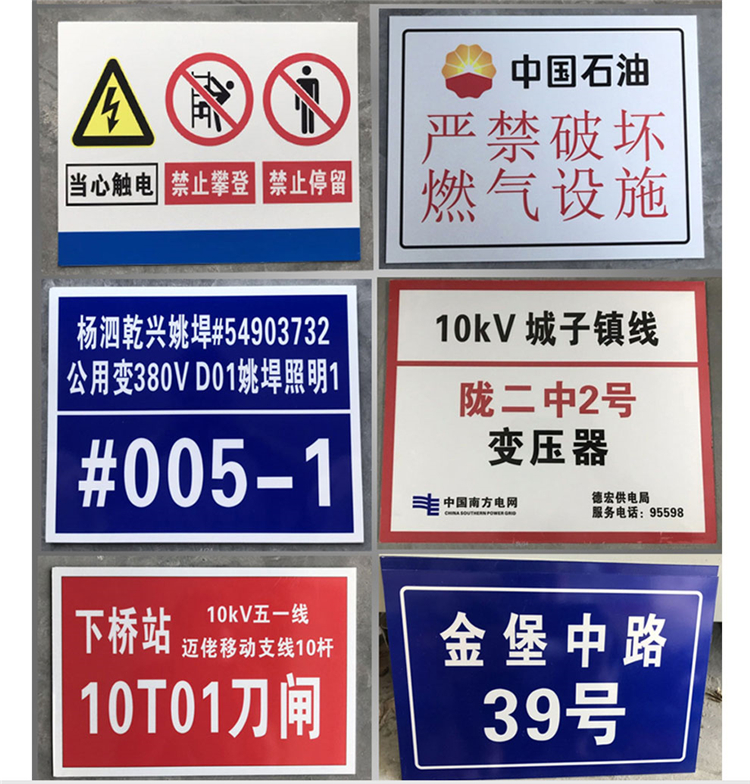 当心触电 禁止攀登 禁止停留
中国石油
严禁破坏
燃气设施
杨泗乾兴姚垾#54903732
公用变380V D01姚垾照明1
#005-1
10kV 城子镇线
陇二中2号
变压器
中国南方电网
CHINA SOUTHERN POWER GRID
德宏供电局
服务电话：95598
下桥站
10kV五一线
迈佬移动支线10杆
10T01刀闸
金堡中路
39号